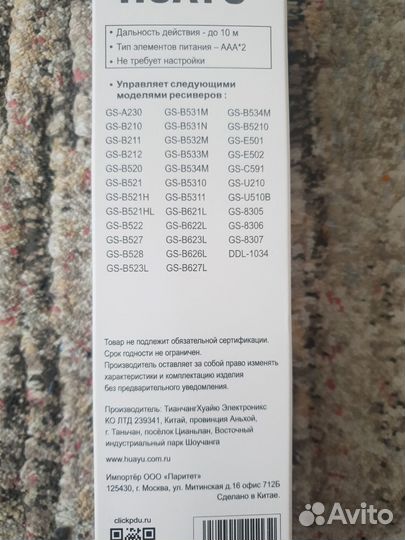 HUAYU
• Дальность действия - до 10 м
• Тип элементов питания – ААА*2
• Не требует настройки
• Управляет следующими
моделями ресиверов :
GS-A230 GS-B531M GS-B534M
GS-B210 GS-B531N GS-B5210
GS-B211 GS-B532M GS-E501
GS-B212 GS-B533M GS-E502
GS-B520 GS-B534M GS-C591
GS-B521 GS-B5310 GS-U210
GS-B521H GS-B5311 GS-U510B
GS-B521HL GS-B621L GS-8305
GS-B522 GS-B622L GS-8306
GS-B527 GS-B623L GS-8307
GS-B528 GS-B626L DDL-1034
GS-B523L GS-B627L
Товар не подлежит обязательной сертификации.
Срок годности не ограничен.
Производитель оставляет за собой право изменять
характеристики и комплектацию изделия
без предварительного уведомления.
Производитель: ТианчангХуайю Электроникс
КО ЛТД 239341, Китай, провинция Аньхой,
г. Таньчан, посёлок Цианьлан, Восточный
индустриальный парк Шоучанга
www.huayu.com.ru
Импортёр ООО «Паритет»
125430, г. Москва, ул. Митинская д.16 офис 712Б
Сделано в Китае.
clickpdu.ru
Avito